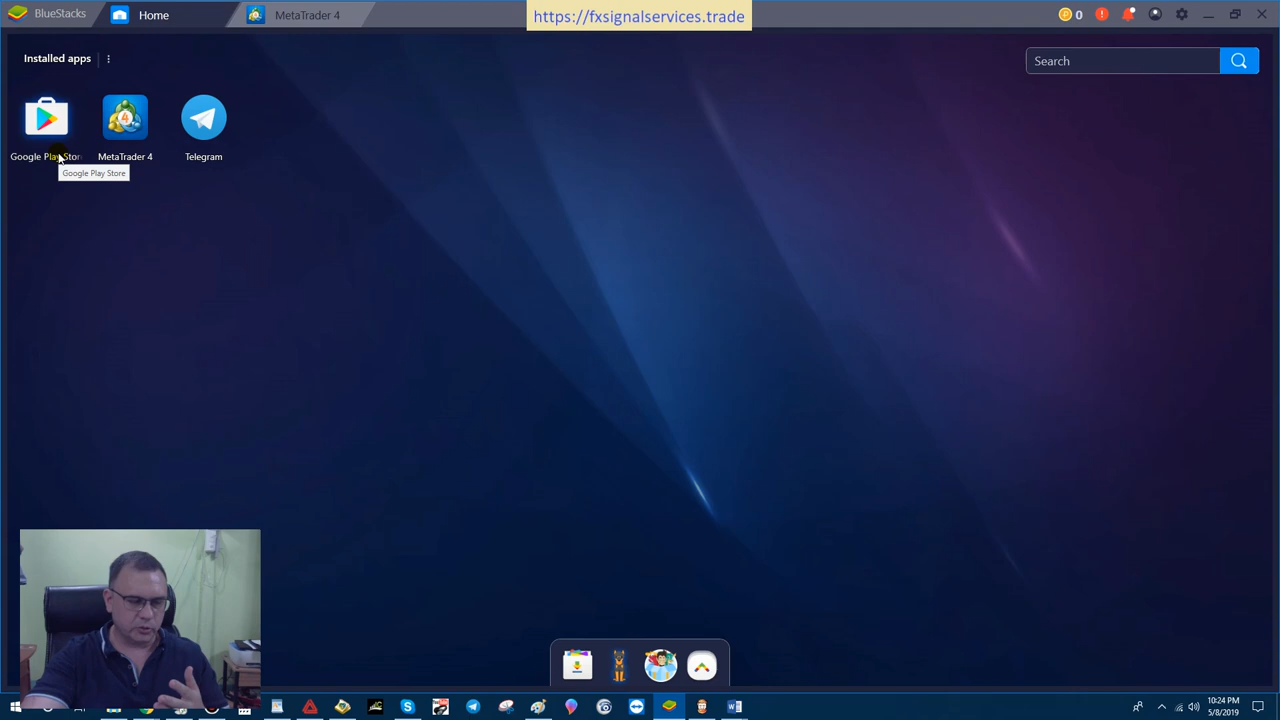 BlueStacks
Home
MetaTrader 4
https://fxsignalservices.trade
0
Installed apps
Search
Google Play Stor
MetaTrader 4
Telegram
Google Play Store
10:24 PM
5/8/2019